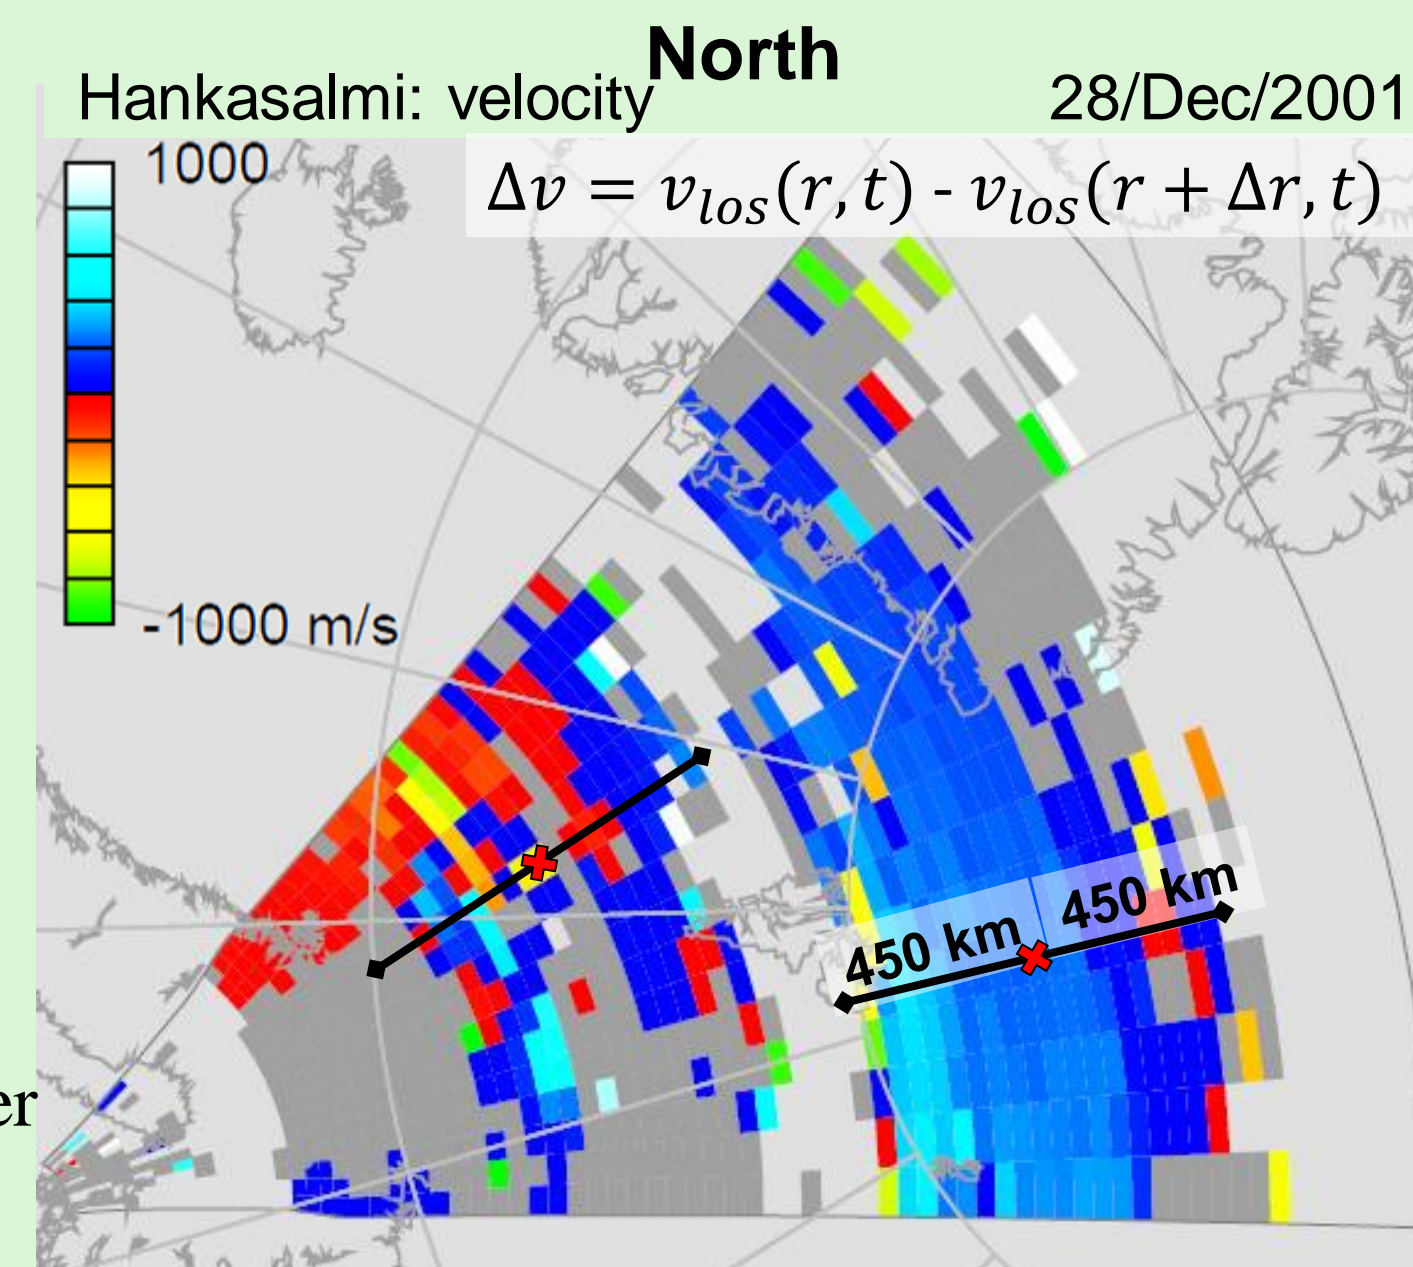 North
Hankasalmi: velocity 28/Dec/2001
1000
Δv = v_los(r, t) - v_los(r + Δr, t)
-1000 m/s
450 km
450 km
er